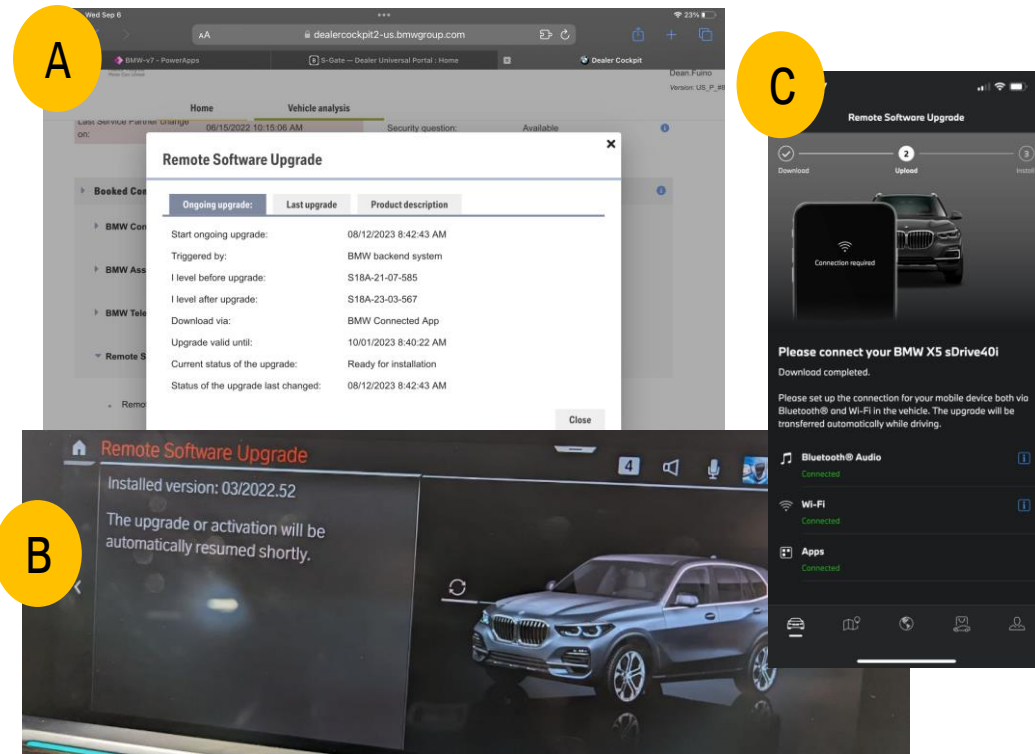 A
Wed Sep 6
23%
AA
dealercockpit2-us.bmwgroup.com
BMW-v7 - PowerApps
S-Gate — Dealer Universal Portal : Home
Dealer Cockpit
Dean.Fuino
Home
Vehicle analysis
Last Service Partner change on:
06/15/2022 10:15:06 AM
Security question:
Available
Remote Software Upgrade
Booked Con
Ongoing upgrade:
Last upgrade
Product description
Start ongoing upgrade:
08/12/2023 8:42:43 AM
BMW Con
Triggered by:
BMW backend system
I level before upgrade:
S18A-21-07-585
BMW Ass
I level after upgrade:
S18A-23-03-567
Download via:
BMW Connected App
BMW Tele
Upgrade valid until:
10/01/2023 8:40:22 AM
Remote S
Current status of the upgrade:
Ready for installation
Status of the upgrade last changed:
08/12/2023 8:42:43 AM
Remo
Close
B
Remote Software Upgrade
4
Installed version: 03/2022.52
The upgrade or activation will be
automatically resumed shortly.
C
Remote Software Upgrade
2
3
Download
Upload
Install
Connection required
Please connect your BMW X5 sDrive40i
Download completed.
Please set up the connection for your mobile device both via
Bluetooth® and Wi-Fi in the vehicle. The upgrade will be
transferred automatically while driving.
Bluetooth® Audio
Connected
Wi-Fi
Connected
Apps
Connected